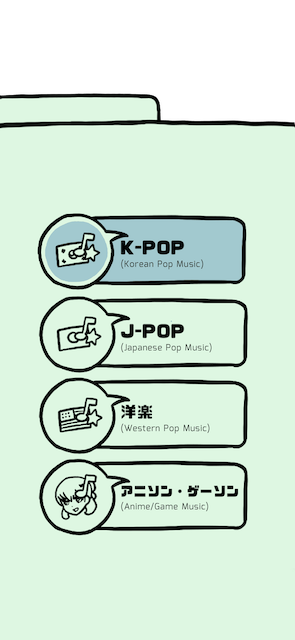 K-POP
(Korean Pop Music)
J-POP
(Japanese Pop Music)
洋楽
(Western Pop Music)
アニソン・ゲーソン
(Anime/Game Music)